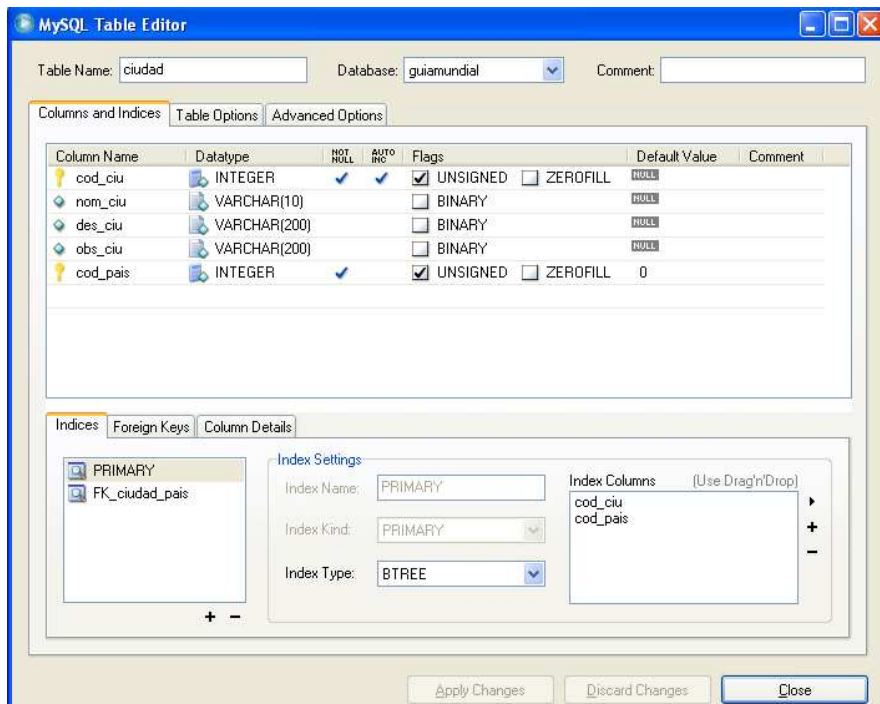 MySQL Table Editor
Table Name: ciudad Database: guiamundial Comment:
Columns and Indices Table Options Advanced Options
Column Name Datatype NOT NULL AUTO INC Flags Default Value Comment
cod_ciu INTEGER UNSIGNED ZEROFILL NULL
nom_ciu VARCHAR(10) BINARY NULL
des_ciu VARCHAR(200) BINARY NULL
obs_ciu VARCHAR(200) BINARY NULL
cod_pais INTEGER UNSIGNED ZEROFILL 0
Indices Foreign Keys Column Details
PRIMARY
FK_ciudad_pais
Index Settings
Index Name: PRIMARY
Index Kind: PRIMARY
Index Type: BTREE
Index Columns (Use Drag'n'Drop)
cod_ciu
cod_pais
Apply Changes Discard Changes Close